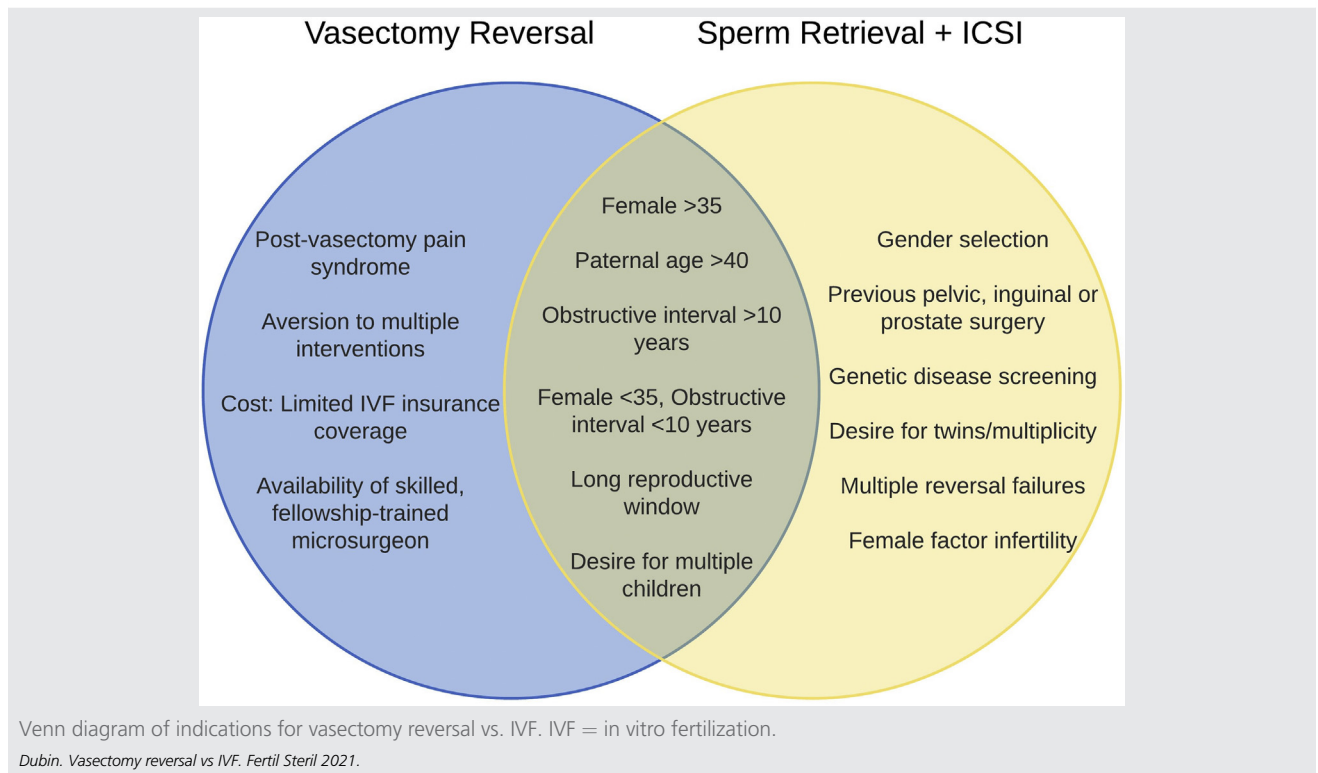 Vasectomy Reversal
Sperm Retrieval + ICSI
Post-vasectomy pain
syndrome
Aversion to multiple
interventions
Cost: Limited IVF insurance
coverage
Availability of skilled,
fellowship-trained
microsurgeon
Female >35
Paternal age >40
Obstructive interval >10
years
Female <35, Obstructive
interval <10 years
Long reproductive
window
Desire for multiple
children
Gender selection
Previous pelvic, inguinal or
prostate surgery
Genetic disease screening
Desire for twins/multiplicity
Multiple reversal failures
Female factor infertility
Venn diagram of indications for vasectomy reversal vs. IVF. IVF = in vitro fertilization.
Dubin. Vasectomy reversal vs IVF. Fertil Steril 2021.